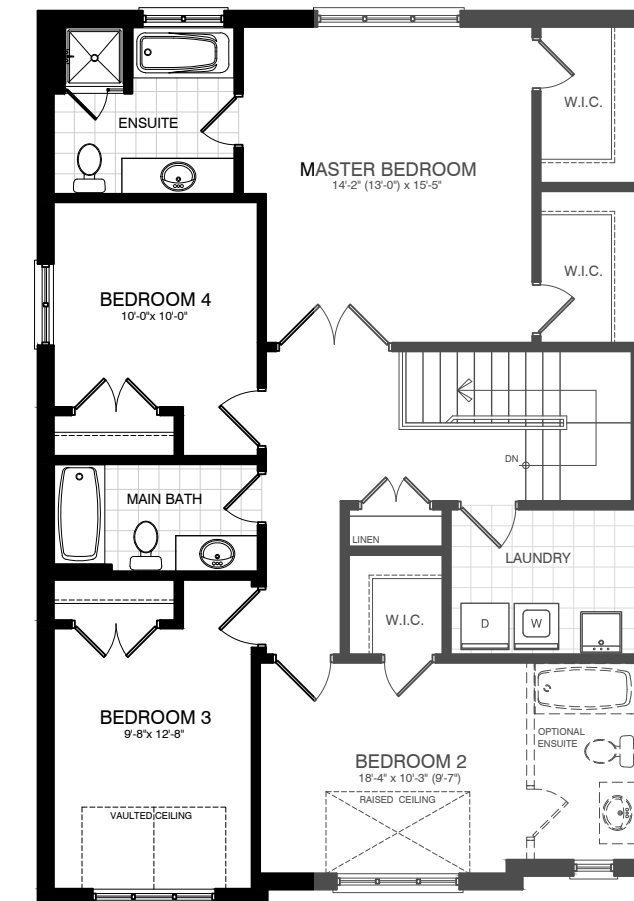 ENSUITE
MASTER BEDROOM
14'-2" (13'-0") x 15'-5"
W.I.C.
W.I.C.
BEDROOM 4
10'-0"x 10'-0"
DN
MAIN BATH
LINEN
LAUNDRY
W.I.C.
D
W
BEDROOM 3
9'-8"x 12'-8"
OPTIONAL
ENSUITE
BEDROOM 2
18'-4" x 10'-3" (9'-7")
RAISED CEILING
VAULTED CEILING